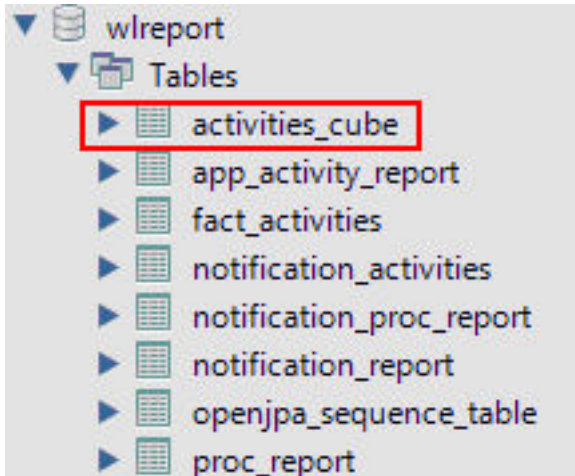 wlreport
Tables
activities_cube
app_activity_report
fact_activities
notification_activities
notification_proc_report
notification_report
openjpa_sequence_table
proc_report